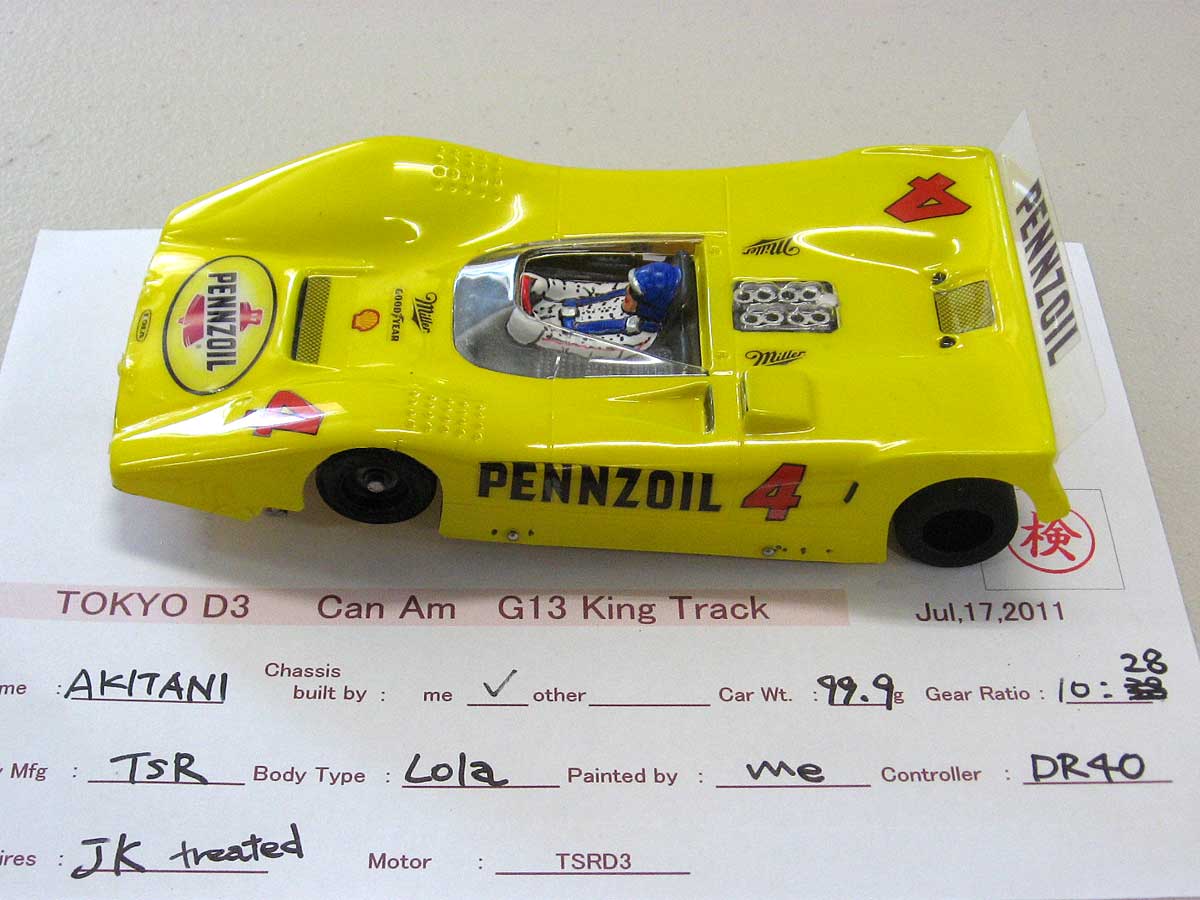 PENNZOIL
4
Miller
GOODYEAR
Miller
Miller
4
PENNZOIL
4
PENNZOIL 4
検
TOKYO D3 Can Am G13 King Track Jul,17,2011
me : AKITANI Chassis built by : me ✓ other Car Wt. : 99.9g Gear Ratio : 10 : 28
Mfg : TSR Body Type : Lola Painted by : me Controller : DR40
ires : JK treated Motor : TSRD3